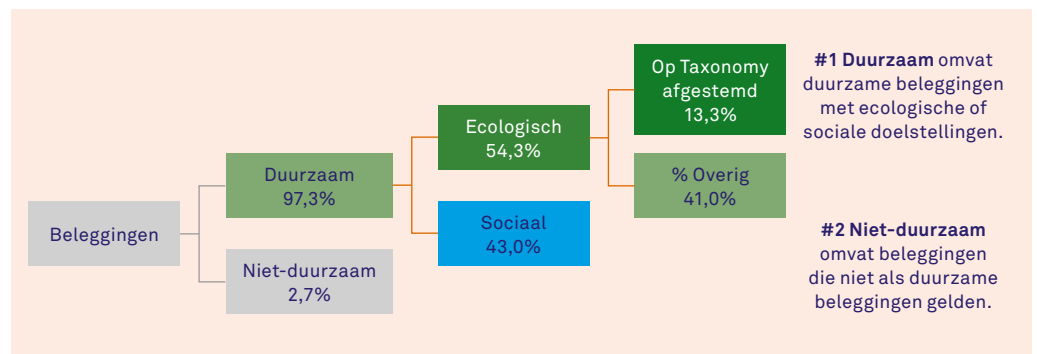 Beleggingen
Duurzaam
97,3%
Niet-duurzaam
2,7%
Ecologisch
54,3%
Sociaal
43,0%
Op Taxonomy
afgestemd
13,3%
% Overig
41,0%
#1 Duurzaam omvat
duurzame beleggingen
met ecologische of
sociale doelstellingen.
#2 Niet-duurzaam
omvat beleggingen
die niet als duurzame
beleggingen gelden.